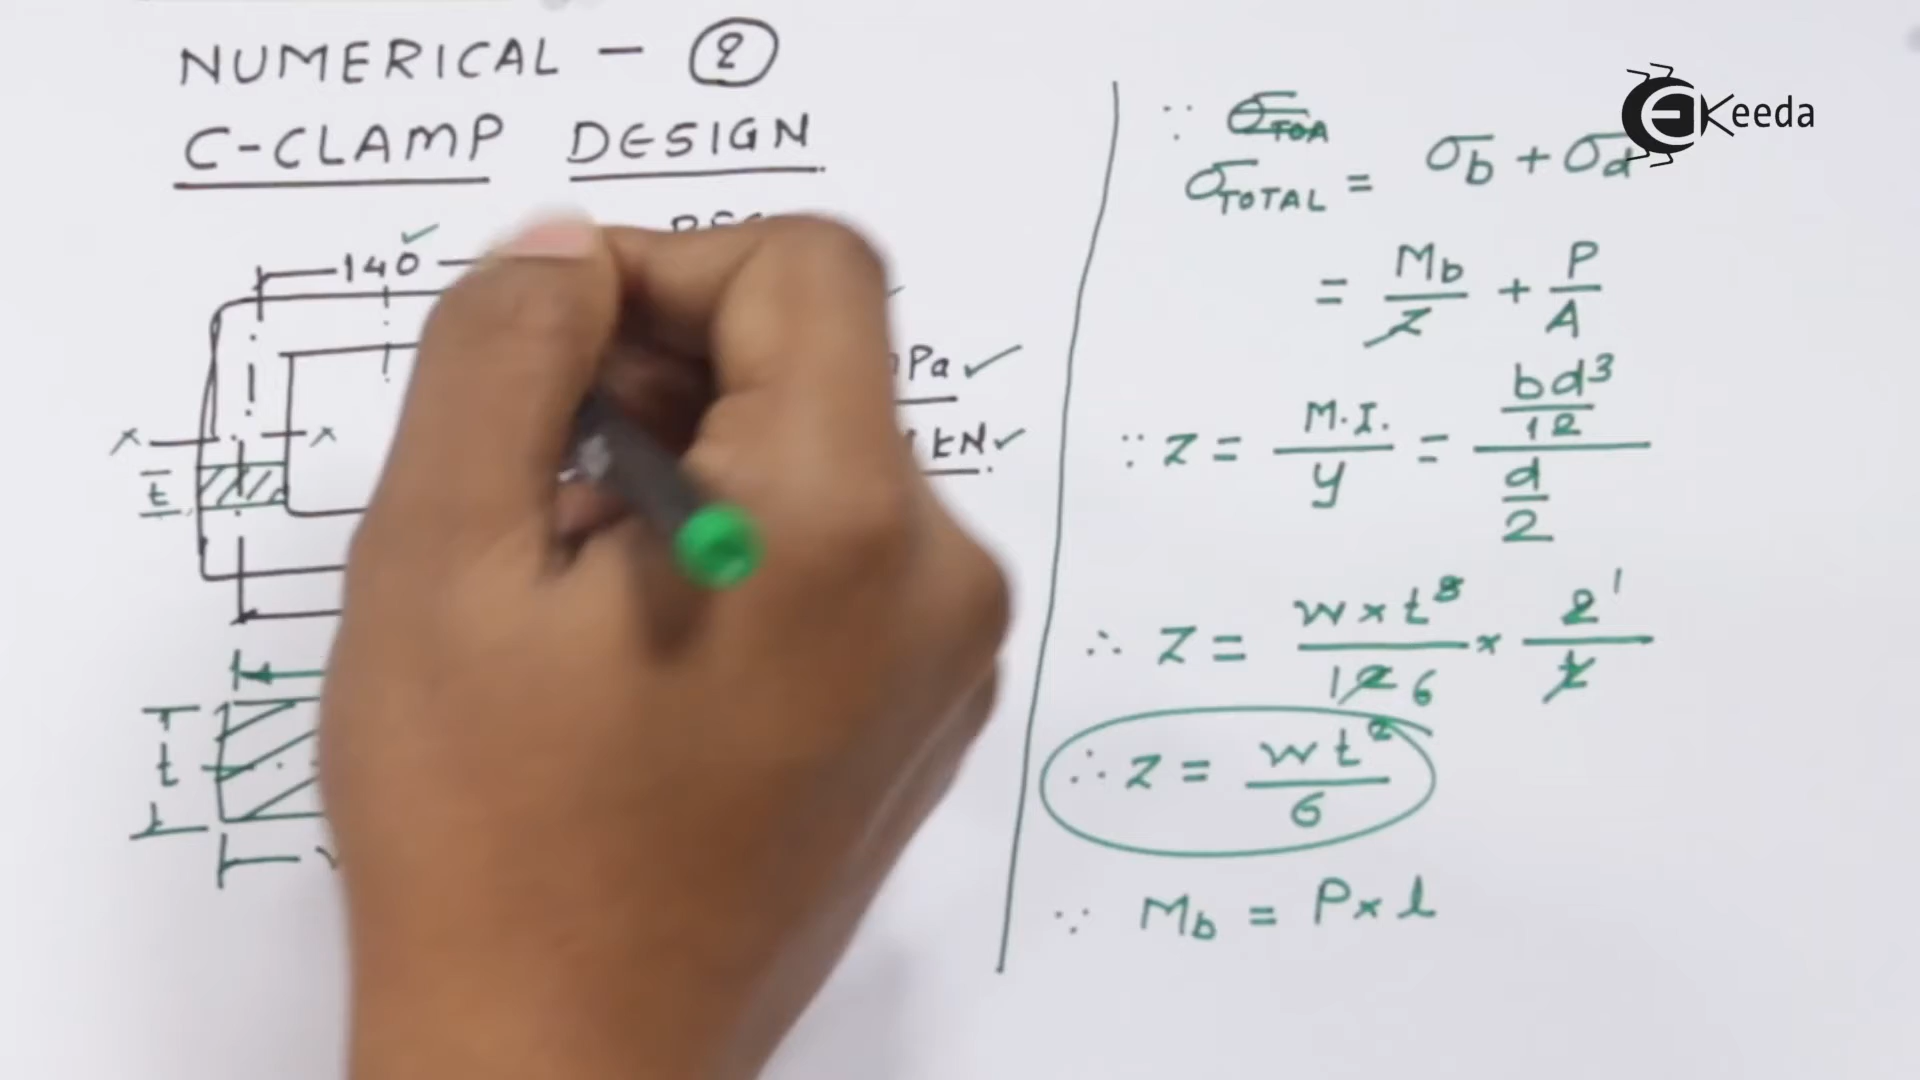 NUMERICAL - 2
C-CLAMP DESIGN
140
Pa
kN
x x
t
t
Keeda
∵ σTOA
σTOTAL = σb + σd
= Mb/Z + P/A
∵ Z = M.I./y = (bd³/12)/(d/2)
∴ Z = w × t³/12 6 × 2 1/t
∴ Z = wt²/6
∵ Mb = P × l